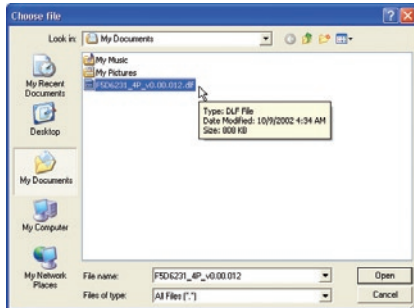 Choose file
Look in: My Documents
My Music
My Pictures
F5D6231_4P_v0.00.012.dlf
Type: DLF File
Date Modified: 10/9/2002 4:34 AM
Size: 808 KB
My Recent
Documents
Desktop
My Documents
My Computer
My Network
Places
File name: F5D6231_4P_v0.00.012 Open
Files of type: All Files (*.*) Cancel